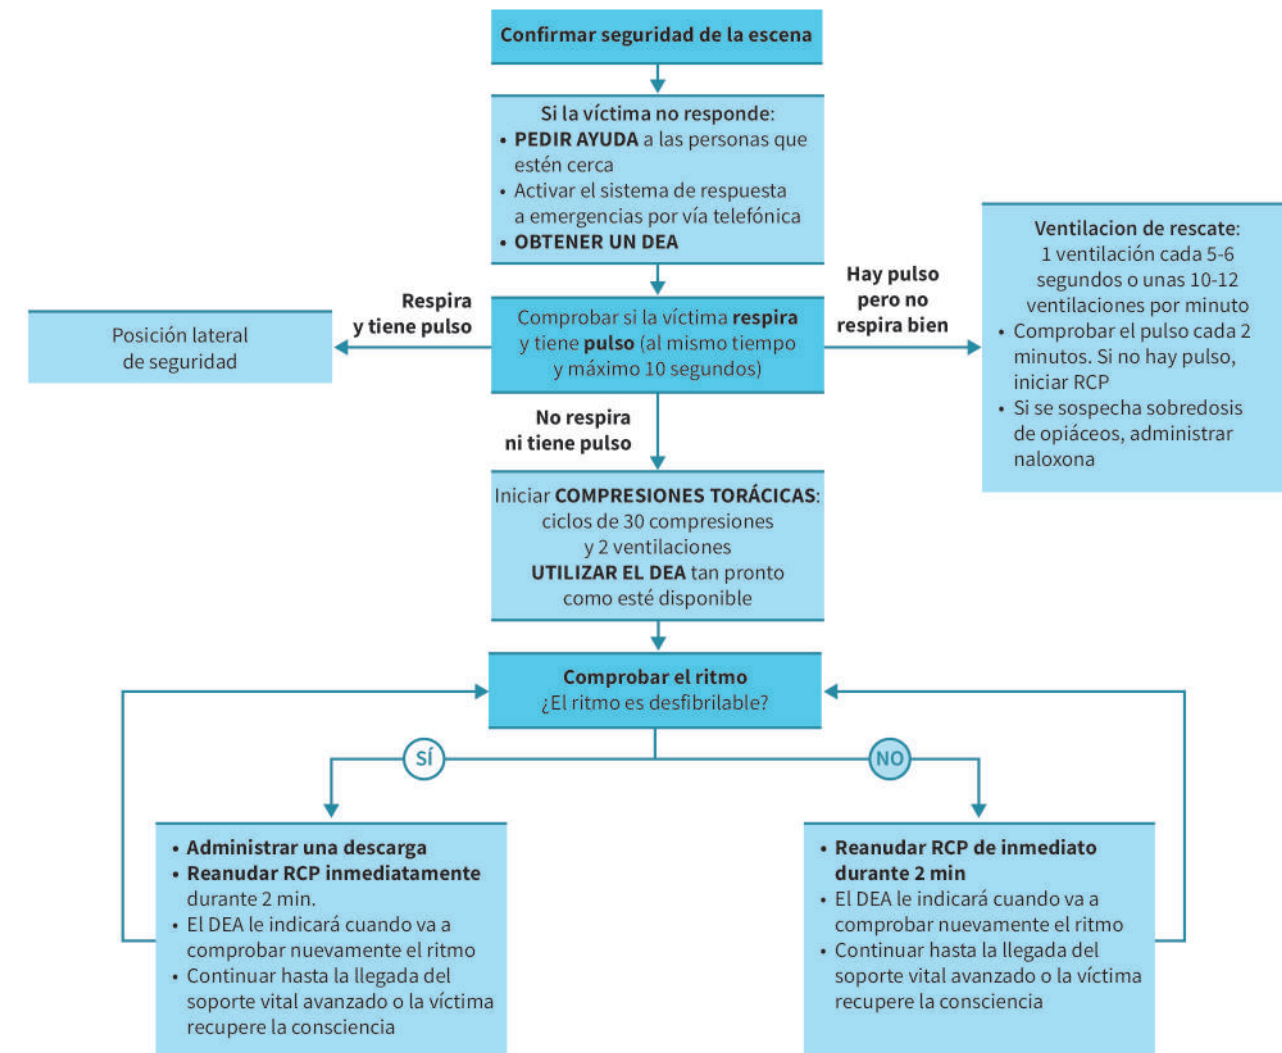 Confirmar seguridad de la escena
Si la víctima no responde:
• PEDIR AYUDA a las personas que
estén cerca
• Activar el sistema de respuesta
a emergencias por vía telefónica
• OBTENER UN DEA
Respira
y tiene pulso
Comprobar si la víctima respira
y tiene pulso (al mismo tiempo
y máximo 10 segundos)
Hay pulso
pero no
respira bien
Posición lateral
de seguridad
Ventilacion de rescate:
1 ventilación cada 5-6
segundos o unas 10-12
ventilaciones por minuto
• Comprobar el pulso cada 2
minutos. Si no hay pulso,
iniciar RCP
• Si se sospecha sobredosis
de opiáceos, administrar
naloxona
No respira
ni tiene pulso
Iniciar COMPRESIONES TORÁCICAS:
ciclos de 30 compresiones
y 2 ventilaciones
UTILIZAR EL DEA tan pronto
como esté disponible
Comprobar el ritmo
¿El ritmo es desfibrilable?
SÍ
NO
• Administrar una descarga
• Reanudar RCP inmediatamente
durante 2 min.
• El DEA le indicará cuando va a
comprobar nuevamente el ritmo
• Continuar hasta la llegada del
soporte vital avanzado o la víctima
recupere la consciencia
• Reanudar RCP de inmediato
durante 2 min
• El DEA le indicará cuando va a
comprobar nuevamente el ritmo
• Continuar hasta la llegada del
soporte vital avanzado o la víctima
recupere la consciencia